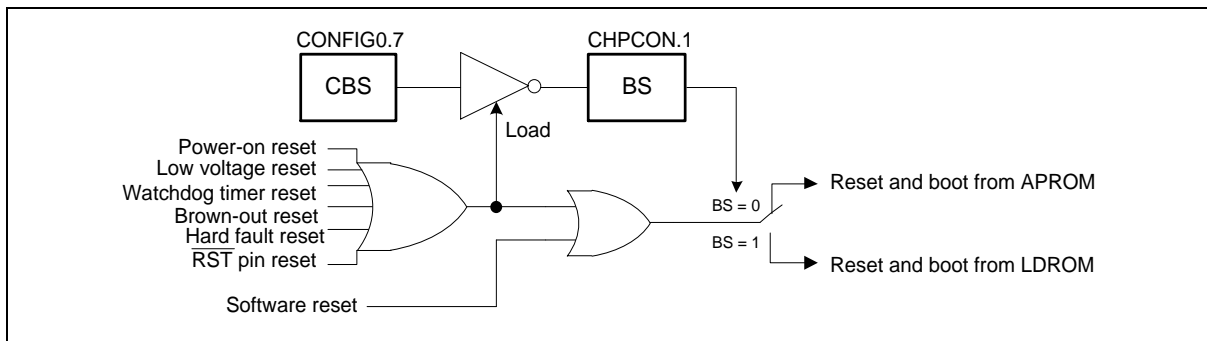 CONFIG0.7
CHPCON.1
CBS
BS
Load
Power-on reset
Low voltage reset
Watchdog timer reset
Brown-out reset
Hard fault reset
RST pin reset
Software reset
BS = 0
BS = 1
Reset and boot from APROM
Reset and boot from LDROM